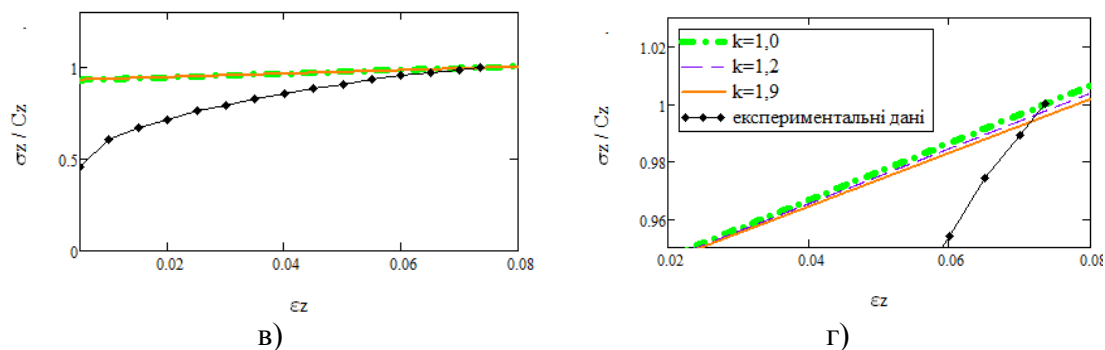 1
0.5
0
0.02
0.04
0.06
0.08
σz / Cz
εz
в)
1.02
1
0.98
0.96
0.02
0.04
0.06
0.08
k=1,0
k=1,2
k=1,9
експериментальні дані
σz / Cz
εz
г)